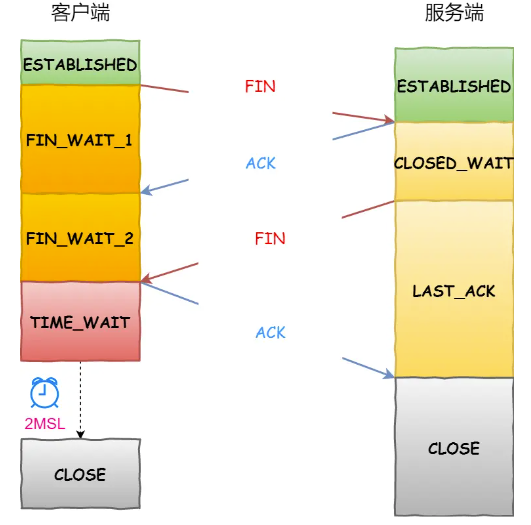 客户端
服务端
ESTABLISHED
ESTABLISHED
FIN
FIN_WAIT_1
ACK
CLOSED_WAIT
FIN_WAIT_2
FIN
LAST_ACK
TIME_WAIT
ACK
2MSL
CLOSE
CLOSE